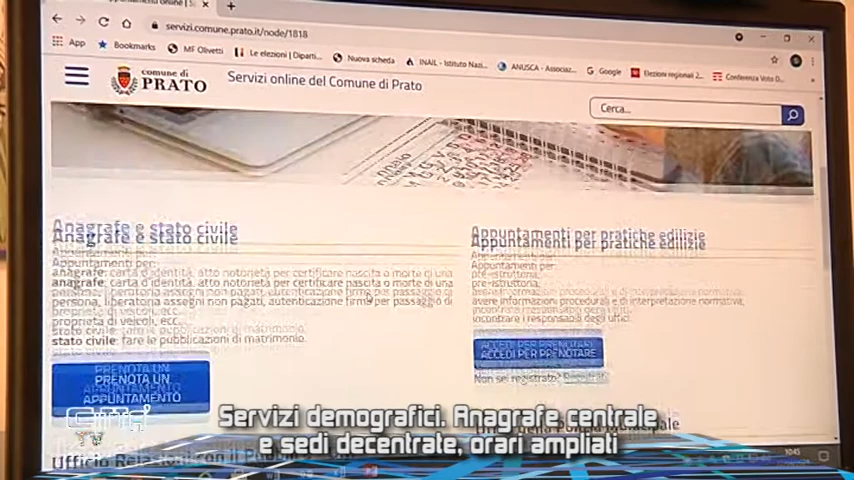 servizi.comune.prato.it/node/1818
App
Bookmarks
MF Olivetti
Le elezioni | Diparti...
Nuova scheda
INAIL - Istituto Nazi...
ANUSCA - Associaz...
Google
Elezioni regionali 2...
Conferenza Voto D...
comune di
PRATO
Servizi online del Comune di Prato
Cerca...
Anagrafe e stato civile
Appuntamenti per:
anagrafe: carta d'identità, atto notorietà per certificare nascita o morte di una
persona, liberatoria assegni non pagati, autenticazione firma per passaggio di
proprietà di veicoli, ecc.
stato civile: fare le pubblicazioni di matrimonio.
PRENOTA UN
APPUNTAMENTO
Appuntamenti per pratiche edilizie
Appuntamenti per:
pre-istruttoria,
avere informazioni procedurali e di interpretazione normativa,
incontrare i responsabili degli uffici.
ACCEDI PER PRENOTARE
Non sei registrato? Registrati
TV
Servizi demografici. Anagrafe centrale
e sedi decentrate, orari ampliati
10:45